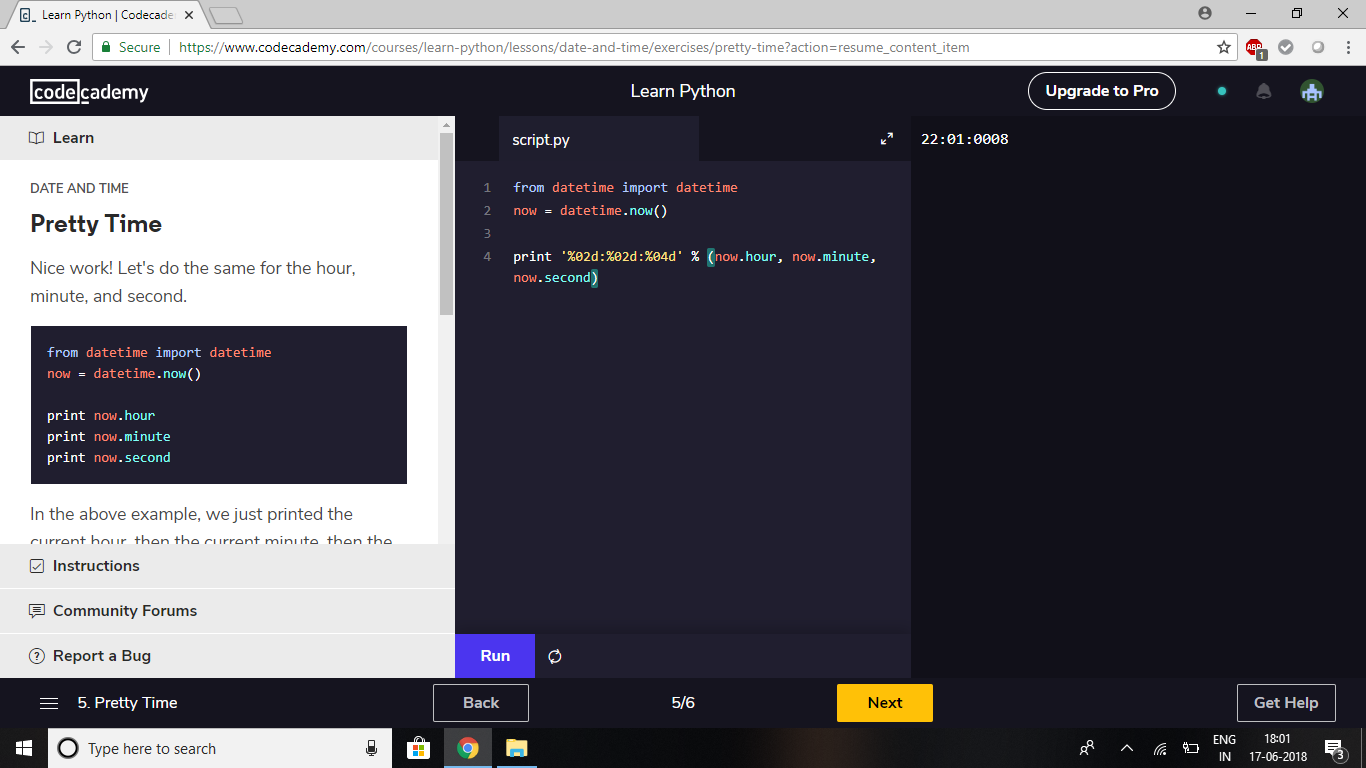 Learn Python | Codecade
Secure https://www.codecademy.com/courses/learn-python/lessons/date-and-time/exercises/pretty-time?action=resume_content_item
ABP
1
codecademy
Learn Python
Upgrade to Pro
Learn
DATE AND TIME
Pretty Time
Nice work! Let's do the same for the hour,
minute, and second.
from datetime import datetime
now = datetime.now()
print now.hour
print now.minute
print now.second
In the above example, we just printed the
current hour, then the current minute, then the
Instructions
Community Forums
Report a Bug
script.py
1 from datetime import datetime
2 now = datetime.now()
3
4 print '%02d:%02d:%04d' % (now.hour, now.minute,
now.second)
22:01:0008
Run
5. Pretty Time
Back
5/6
Next
Get Help
Type here to search
ENG
IN
18:01
17-06-2018
3